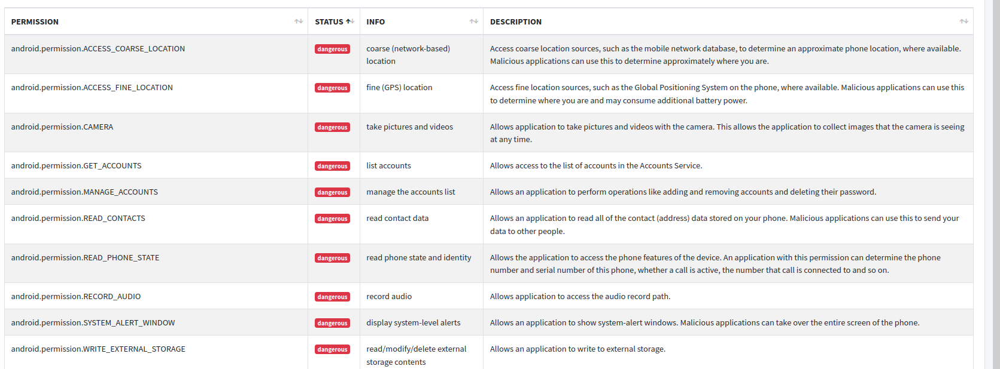 PERMISSION STATUS INFO DESCRIPTION
android.permission.ACCESS_COARSE_LOCATION dangerous coarse (network-based) Access coarse location sources, such as the mobile network database, to determine an approximate phone location, where available.
location Malicious applications can use this to determine approximately where you are.
android.permission.ACCESS_FINE_LOCATION dangerous fine (GPS) location Access fine location sources, such as the Global Positioning System on the phone, where available. Malicious applications can use this
to determine where you are and may consume additional battery power.
android.permission.CAMERA dangerous take pictures and videos Allows application to take pictures and videos with the camera. This allows the application to collect images that the camera is seeing
at any time.
android.permission.GET_ACCOUNTS dangerous list accounts Allows access to the list of accounts in the Accounts Service.
android.permission.MANAGE_ACCOUNTS dangerous manage the accounts list Allows an application to perform operations like adding and removing accounts and deleting their password.
android.permission.READ_CONTACTS dangerous read contact data Allows an application to read all of the contact (address) data stored on your phone. Malicious applications can use this to send your
data to other people.
android.permission.READ_PHONE_STATE dangerous read phone state and identity Allows the application to access the phone features of the device. An application with this permission can determine the phone
number and serial number of this phone, whether a call is active, the number that call is connected to and so on.
android.permission.RECORD_AUDIO dangerous record audio Allows application to access the audio record path.
android.permission.SYSTEM_ALERT_WINDOW dangerous display system-level alerts Allows an application to show system-alert windows. Malicious applications can take over the entire screen of the phone.
android.permission.WRITE_EXTERNAL_STORAGE dangerous read/modify/delete external Allows an application to write to external storage.
storage contents